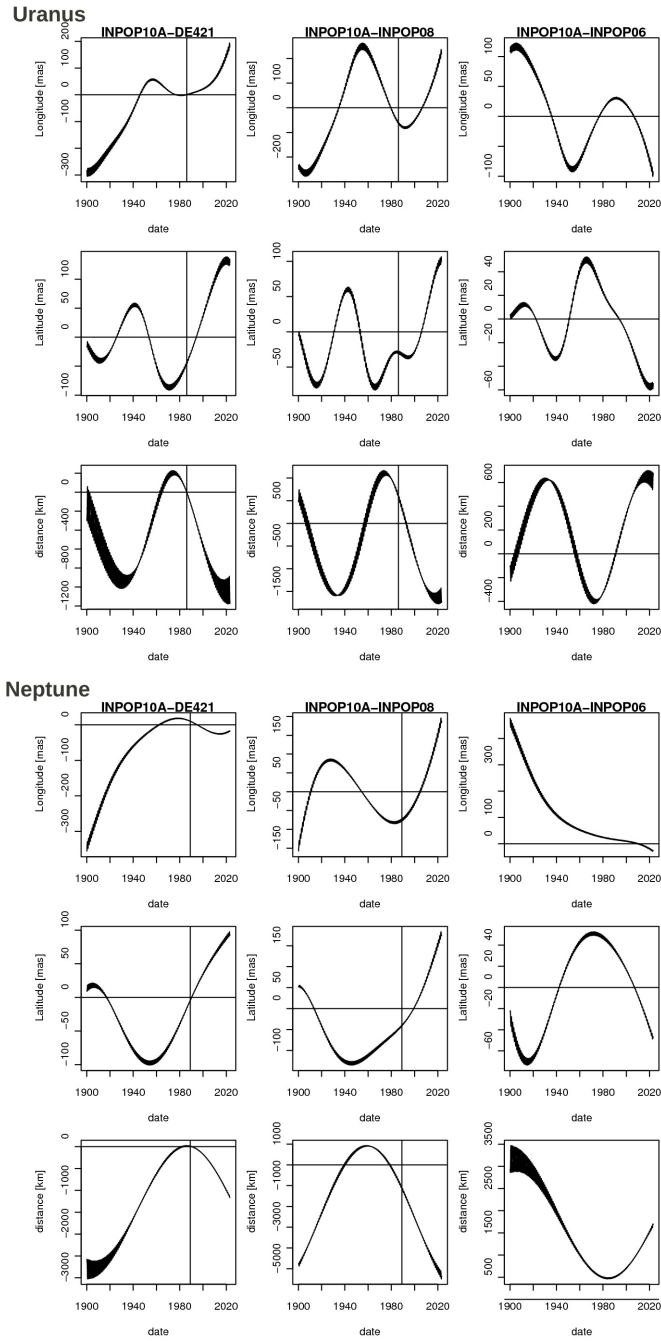 Uranus
INPOP10A−DE421 INPOP10A−INPOP08 INPOP10A−INPOP06
Longitude [mas] −300 −100 0 100 200
1900 1940 1980 2020
date
Longitude [mas] −200 0 100 200
1900 1940 1980 2020
date
Longitude [mas] −100 0 50 100
1900 1940 1980 2020
date
Latitude [mas] −100 0 50 100
1900 1940 1980 2020
date
Latitude [mas] −50 0 50 100
1900 1940 1980 2020
date
Latitude [mas] −60 −20 0 20 40
1900 1940 1980 2020
date
distance [km] −1200 −800 −400 0
1900 1940 1980 2020
date
distance [km] −1500 −500 0 500
1900 1940 1980 2020
date
distance [km] −400 0 200 600
1900 1940 1980 2020
date
Neptune
INPOP10A−DE421 INPOP10A−INPOP08 INPOP10A−INPOP06
Longitude [mas] −300 −200 −100 0
1900 1940 1980 2020
date
Longitude [mas] −150 −50 0 50 150
1900 1940 1980 2020
date
Longitude [mas] 0 100 300
1900 1940 1980 2020
date
Latitude [mas] −100 −50 0 50 100
1900 1940 1980 2020
date
Latitude [mas] −100 0 50 150
1900 1940 1980 2020
date
Latitude [mas] −60 −20 0 20 40
1900 1940 1980 2020
date
distance [km] −3000 −2000 −1000 0
1900 1940 1980 2020
date
distance [km] −5000 −3000 −1000 1000
1900 1940 1980 2020
date
distance [km] 500 1500 2500 3500
1900 1940 1980 2020
date